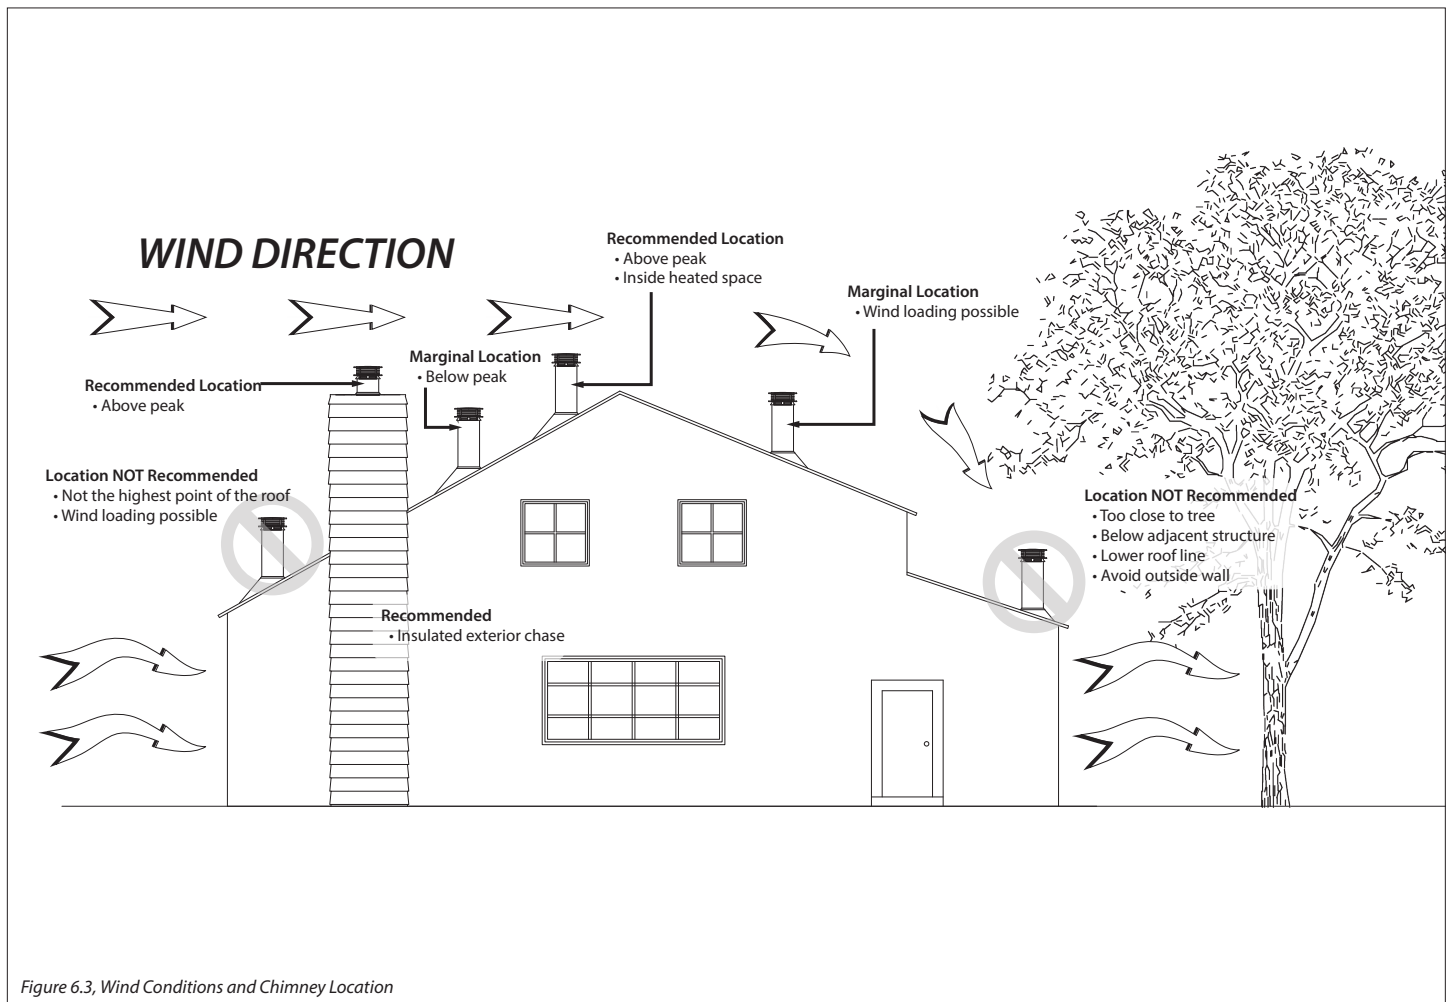 WIND DIRECTION
Recommended Location
• Above peak
• Inside heated space
Marginal Location
• Wind loading possible
Marginal Location
• Below peak
Recommended Location
• Above peak
Location NOT Recommended
• Not the highest point of the roof
• Wind loading possible
Location NOT Recommended
• Too close to tree
• Below adjacent structure
• Lower roof line
• Avoid outside wall
Recommended
• Insulated exterior chase
Figure 6.3, Wind Conditions and Chimney Location